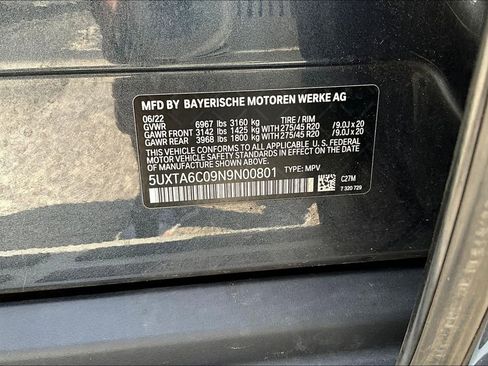 MFD BY BAYERISCHE MOTOREN WERKE AG
06/22
GVWR 6967 lbs 3160 kg TIRE / RIM
GAWR FRONT 3142 lbs 1425 kg WITH 275/45 R20 / 9.0J x 20
GAWR REAR 3968 lbs 1800 kg WITH 275/45 R20 / 9.0J x 20
THIS VEHICLE CONFORMS TO ALL APPLICABLE
FEDERAL MOTOR VEHICLE SAFETY STANDARDS IN
EFFECT ON THE DATE OF MANUFACTURE SHOWN ABOVE.
5UXTA6C09N9N00801 TYPE: MPV
C27M
7 320 729